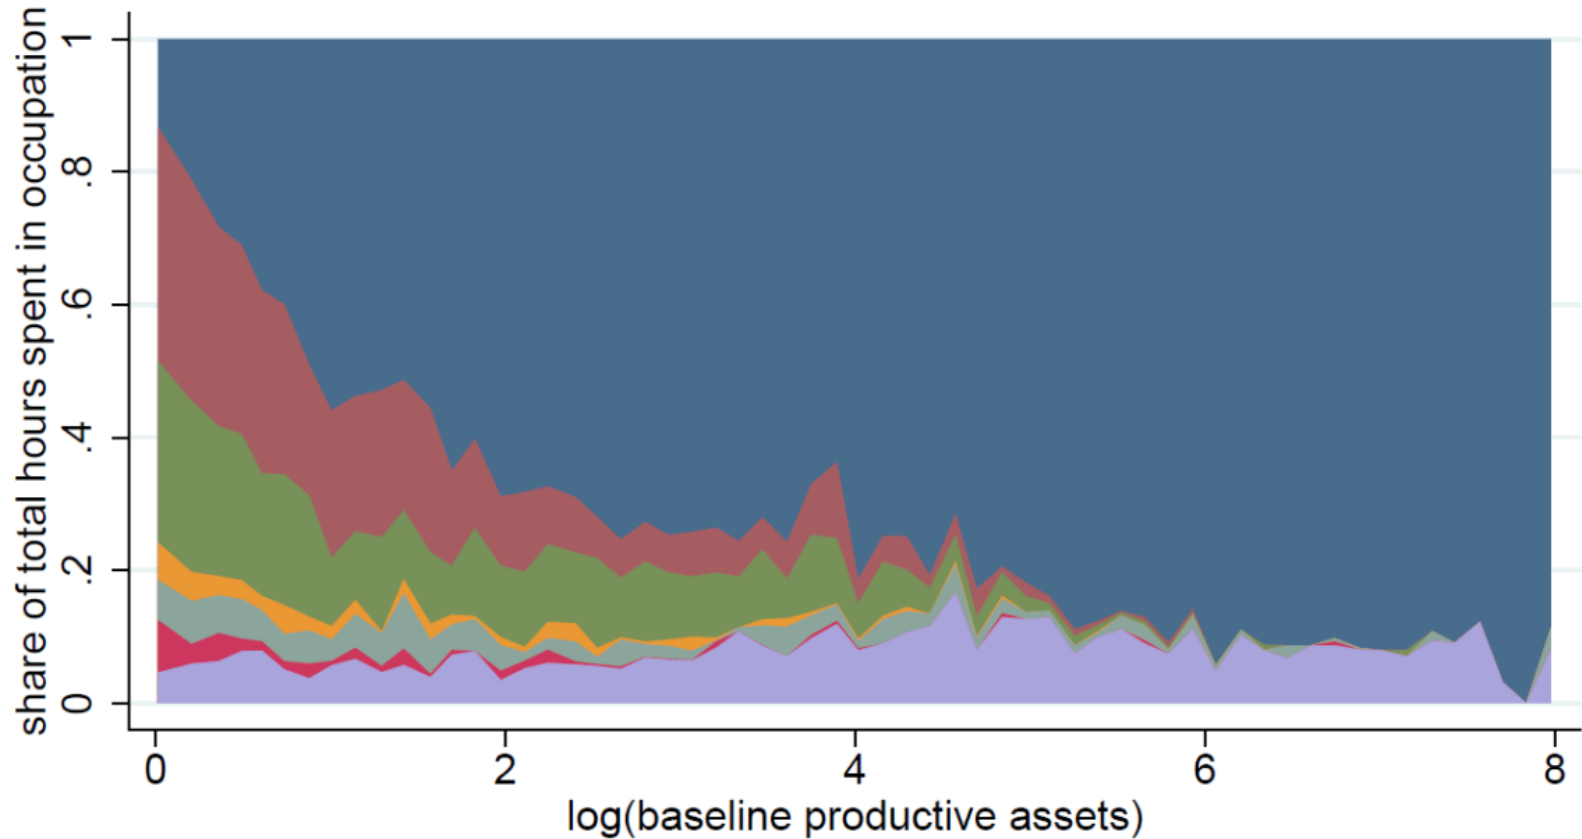 share of total hours spent in occupation
1
.8
.6
.4
.2
0
0 2 4 6 8
log(baseline productive assets)